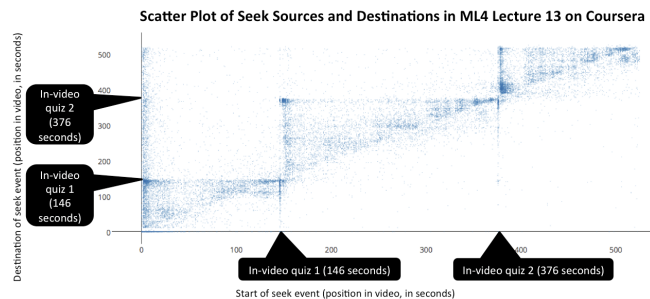 Scatter Plot of Seek Sources and Destinations in ML4 Lecture 13 on Coursera
Destination of seek event (position in video, in seconds)
500
400
300
200
100
0
In-video
quiz 2
(376
seconds)
In-video
quiz 1
(146
seconds)
0
100
200
300
400
500
In-video quiz 1 (146 seconds)
In-video quiz 2 (376 seconds)
Start of seek event (position in video, in seconds)